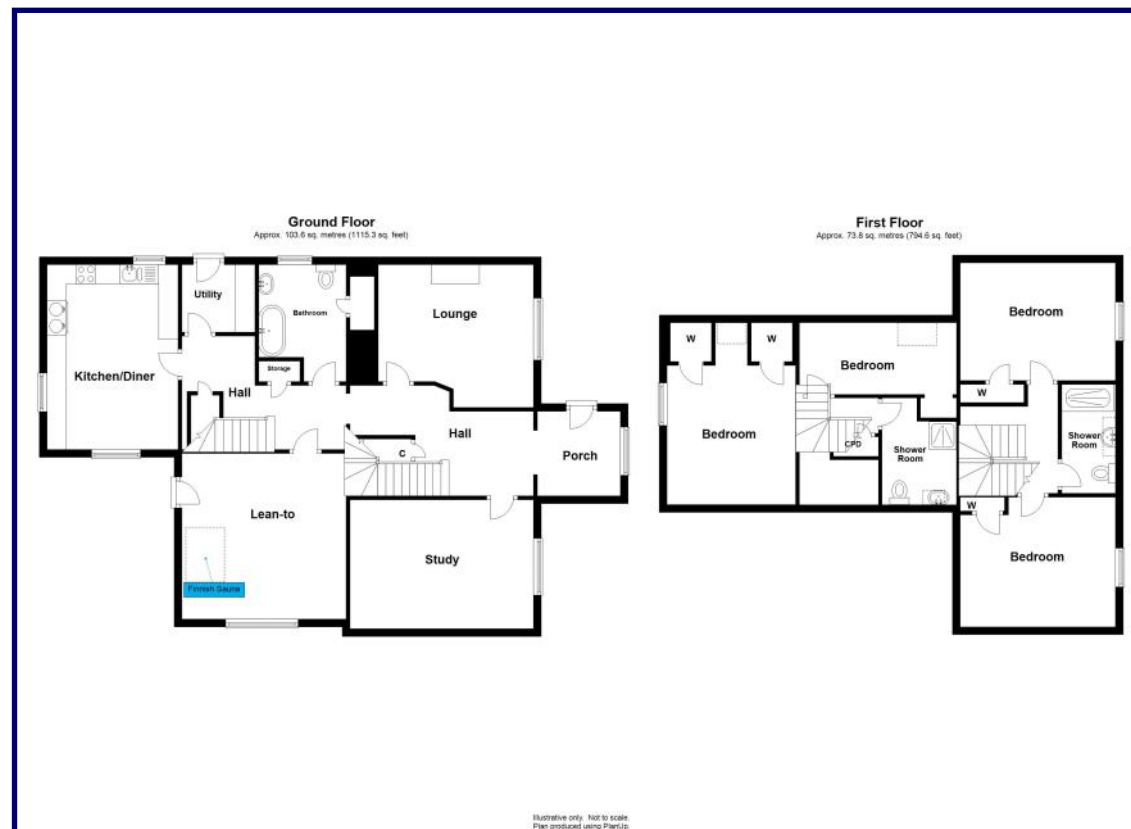 Ground Floor
Approx. 103.6 sq. metres (1115.3 sq. feet)
Utility
Bathroom
Lounge
Kitchen/Diner
Storage
Hall
Hall
C
Porch
Lean-to
Study
Finnish Sauna
First Floor
Approx. 73.8 sq. metres (794.6 sq. feet)
Bedroom
W
W
Bedroom
W
Bedroom
CPD
Shower
Room
Shower
Room
W
Bedroom
Illustrative only. Not to scale.
Plan produced using PlanUp.